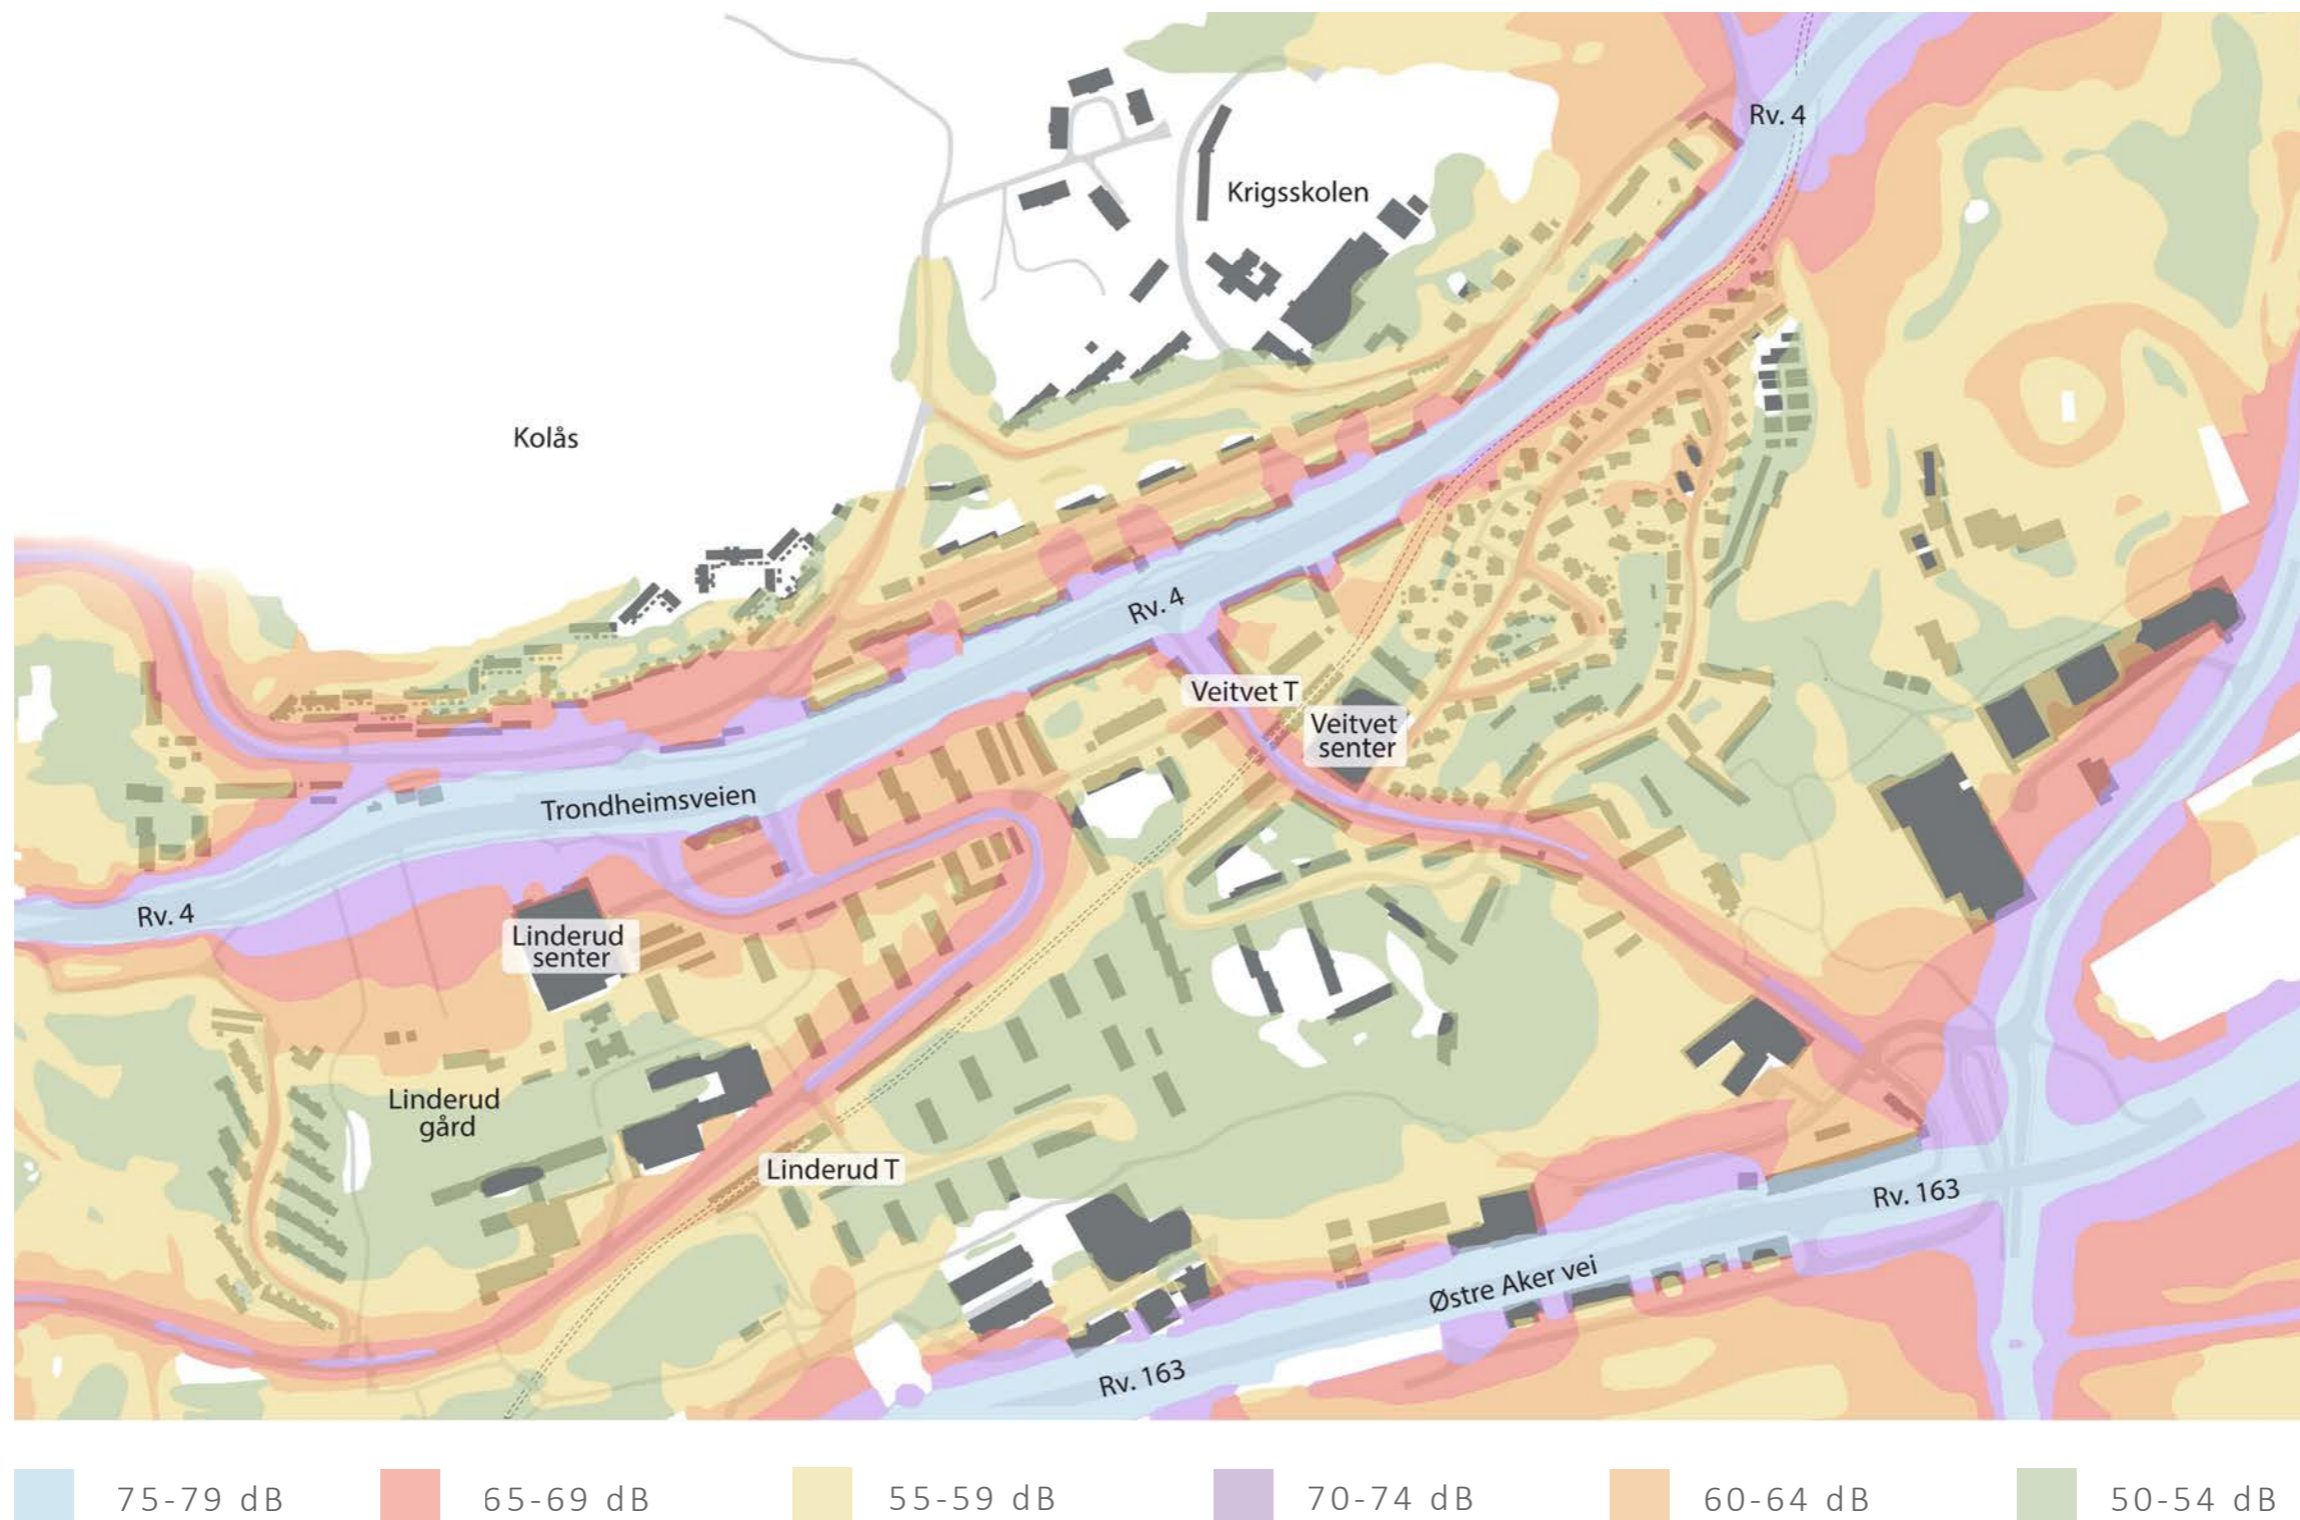 Rv. 4
Krigsskolen
Kolås
Rv. 4
Veitvet T
Veitvet
senter
Trondheimsveien
Rv. 4
Linderud
senter
Linderud
gård
Linderud T
Rv. 163
Østre Aker vei
Rv. 163
75-79 dB
65-69 dB
55-59 dB
70-74 dB
60-64 dB
50-54 dB